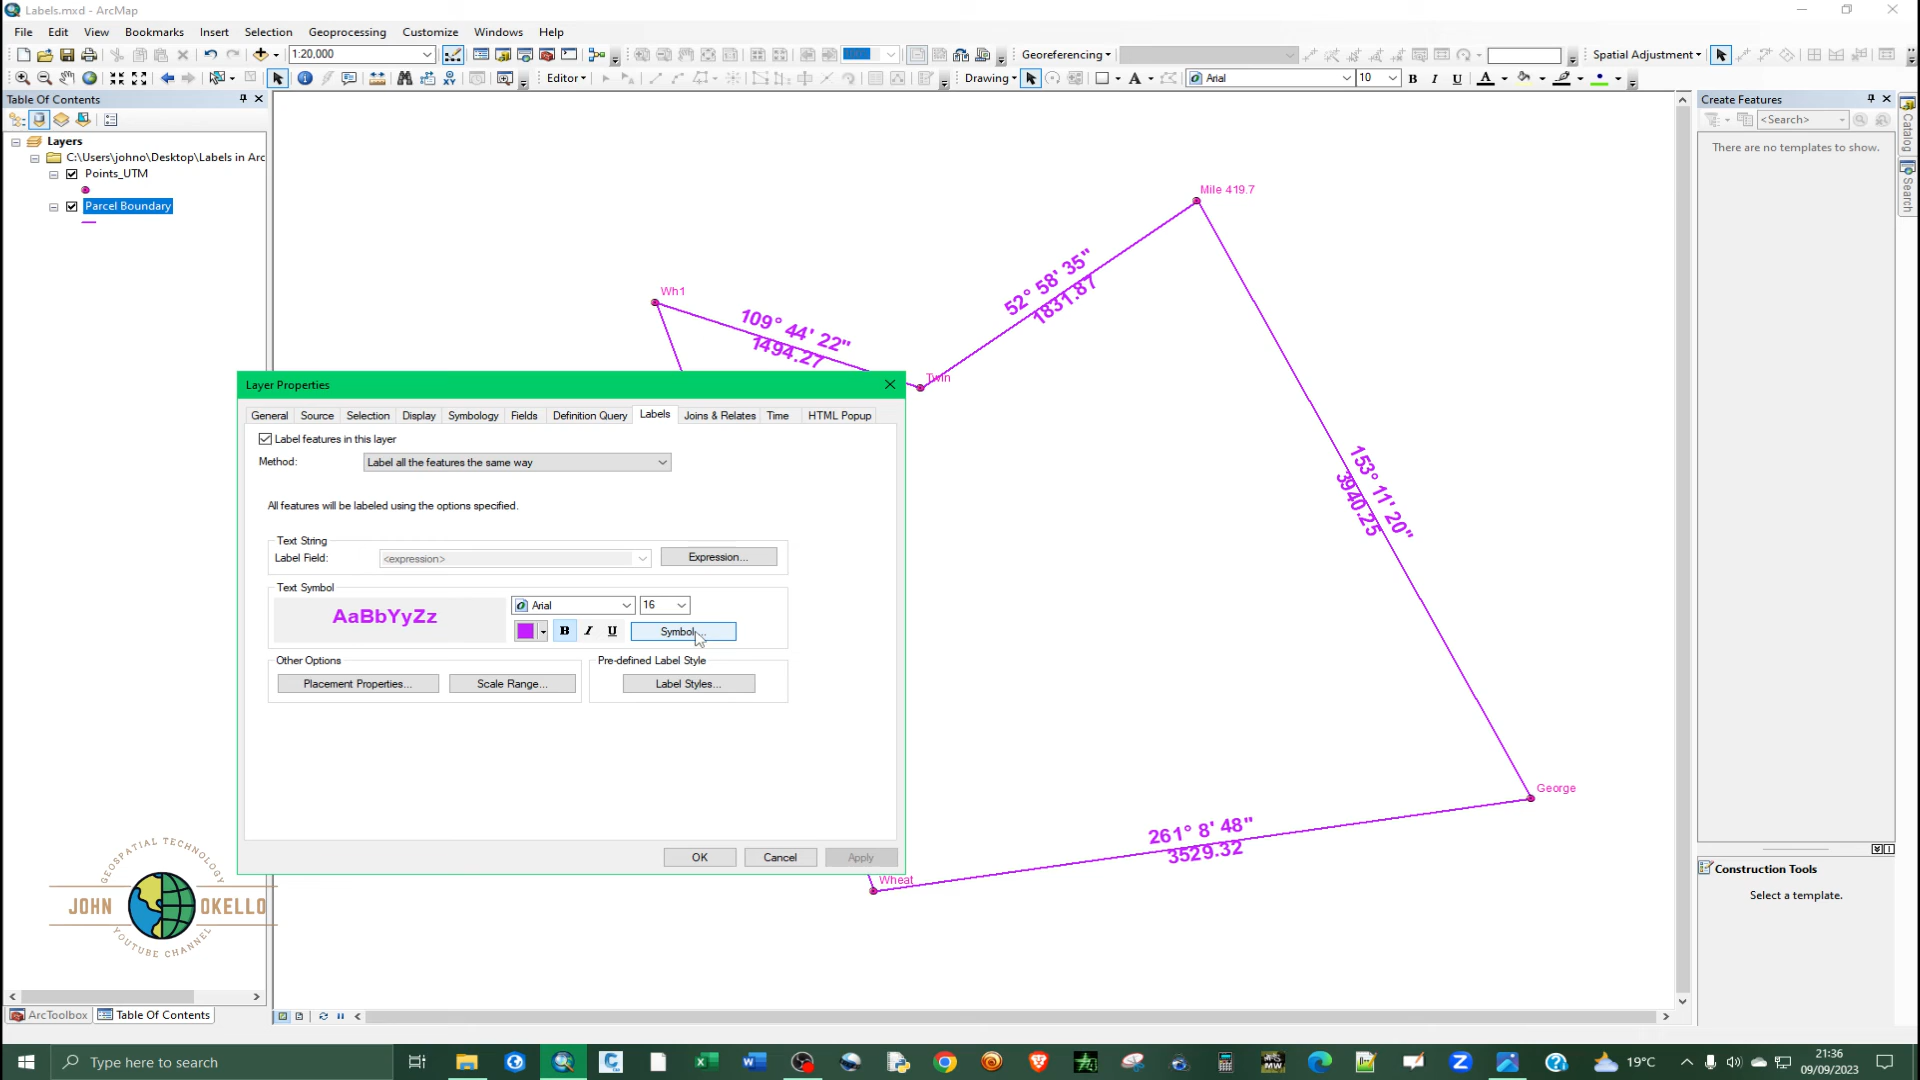 Labels.mxd - ArcMap
File Edit View Bookmarks Insert Selection Geoprocessing Customize Windows Help
1:20,000 Georeferencing Spatial Adjustment
Editor Drawing A Arial 10 B I U A
Table Of Contents
Layers
C:\Users\johno\Desktop\Labels in Arc
Points_UTM
Parcel Boundary
Mile 419.7
52° 58' 35"
1831.87
Wh1
109° 44' 22"
1494.27
Twin
153° 11' 20"
3940.25
George
261° 8' 48"
3529.32
Wheat
Layer Properties
General Source Selection Display Symbology Fields Definition Query Labels Joins & Relates Time HTML Popup
Label features in this layer
Method: Label all the features the same way
All features will be labeled using the options specified.
Text String
Label Field: <expression> Expression...
Text Symbol
AaBbYyZz Arial 16
B I U Symbol...
Other Options
Placement Properties... Scale Range...
Pre-defined Label Style
Label Styles...
OK Cancel Apply
Create Features
<Search>
There are no templates to show.
Catalog
Search
Construction Tools
Select a template.
GEOSPATIAL TECHNOLOGY
JOHN OKELLO
YOUTUBE CHANNEL
ArcToolbox Table Of Contents
Type here to search
19°C
21:36
09/09/2023